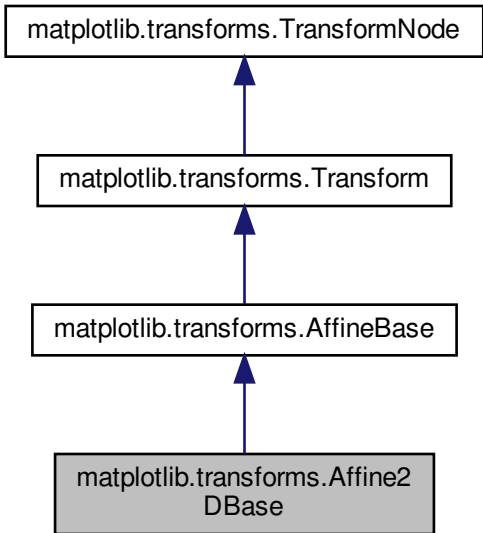 matplotlib.transforms.TransformNode
matplotlib.transforms.Transform
matplotlib.transforms.AffineBase
matplotlib.transforms.Affine2
DBase